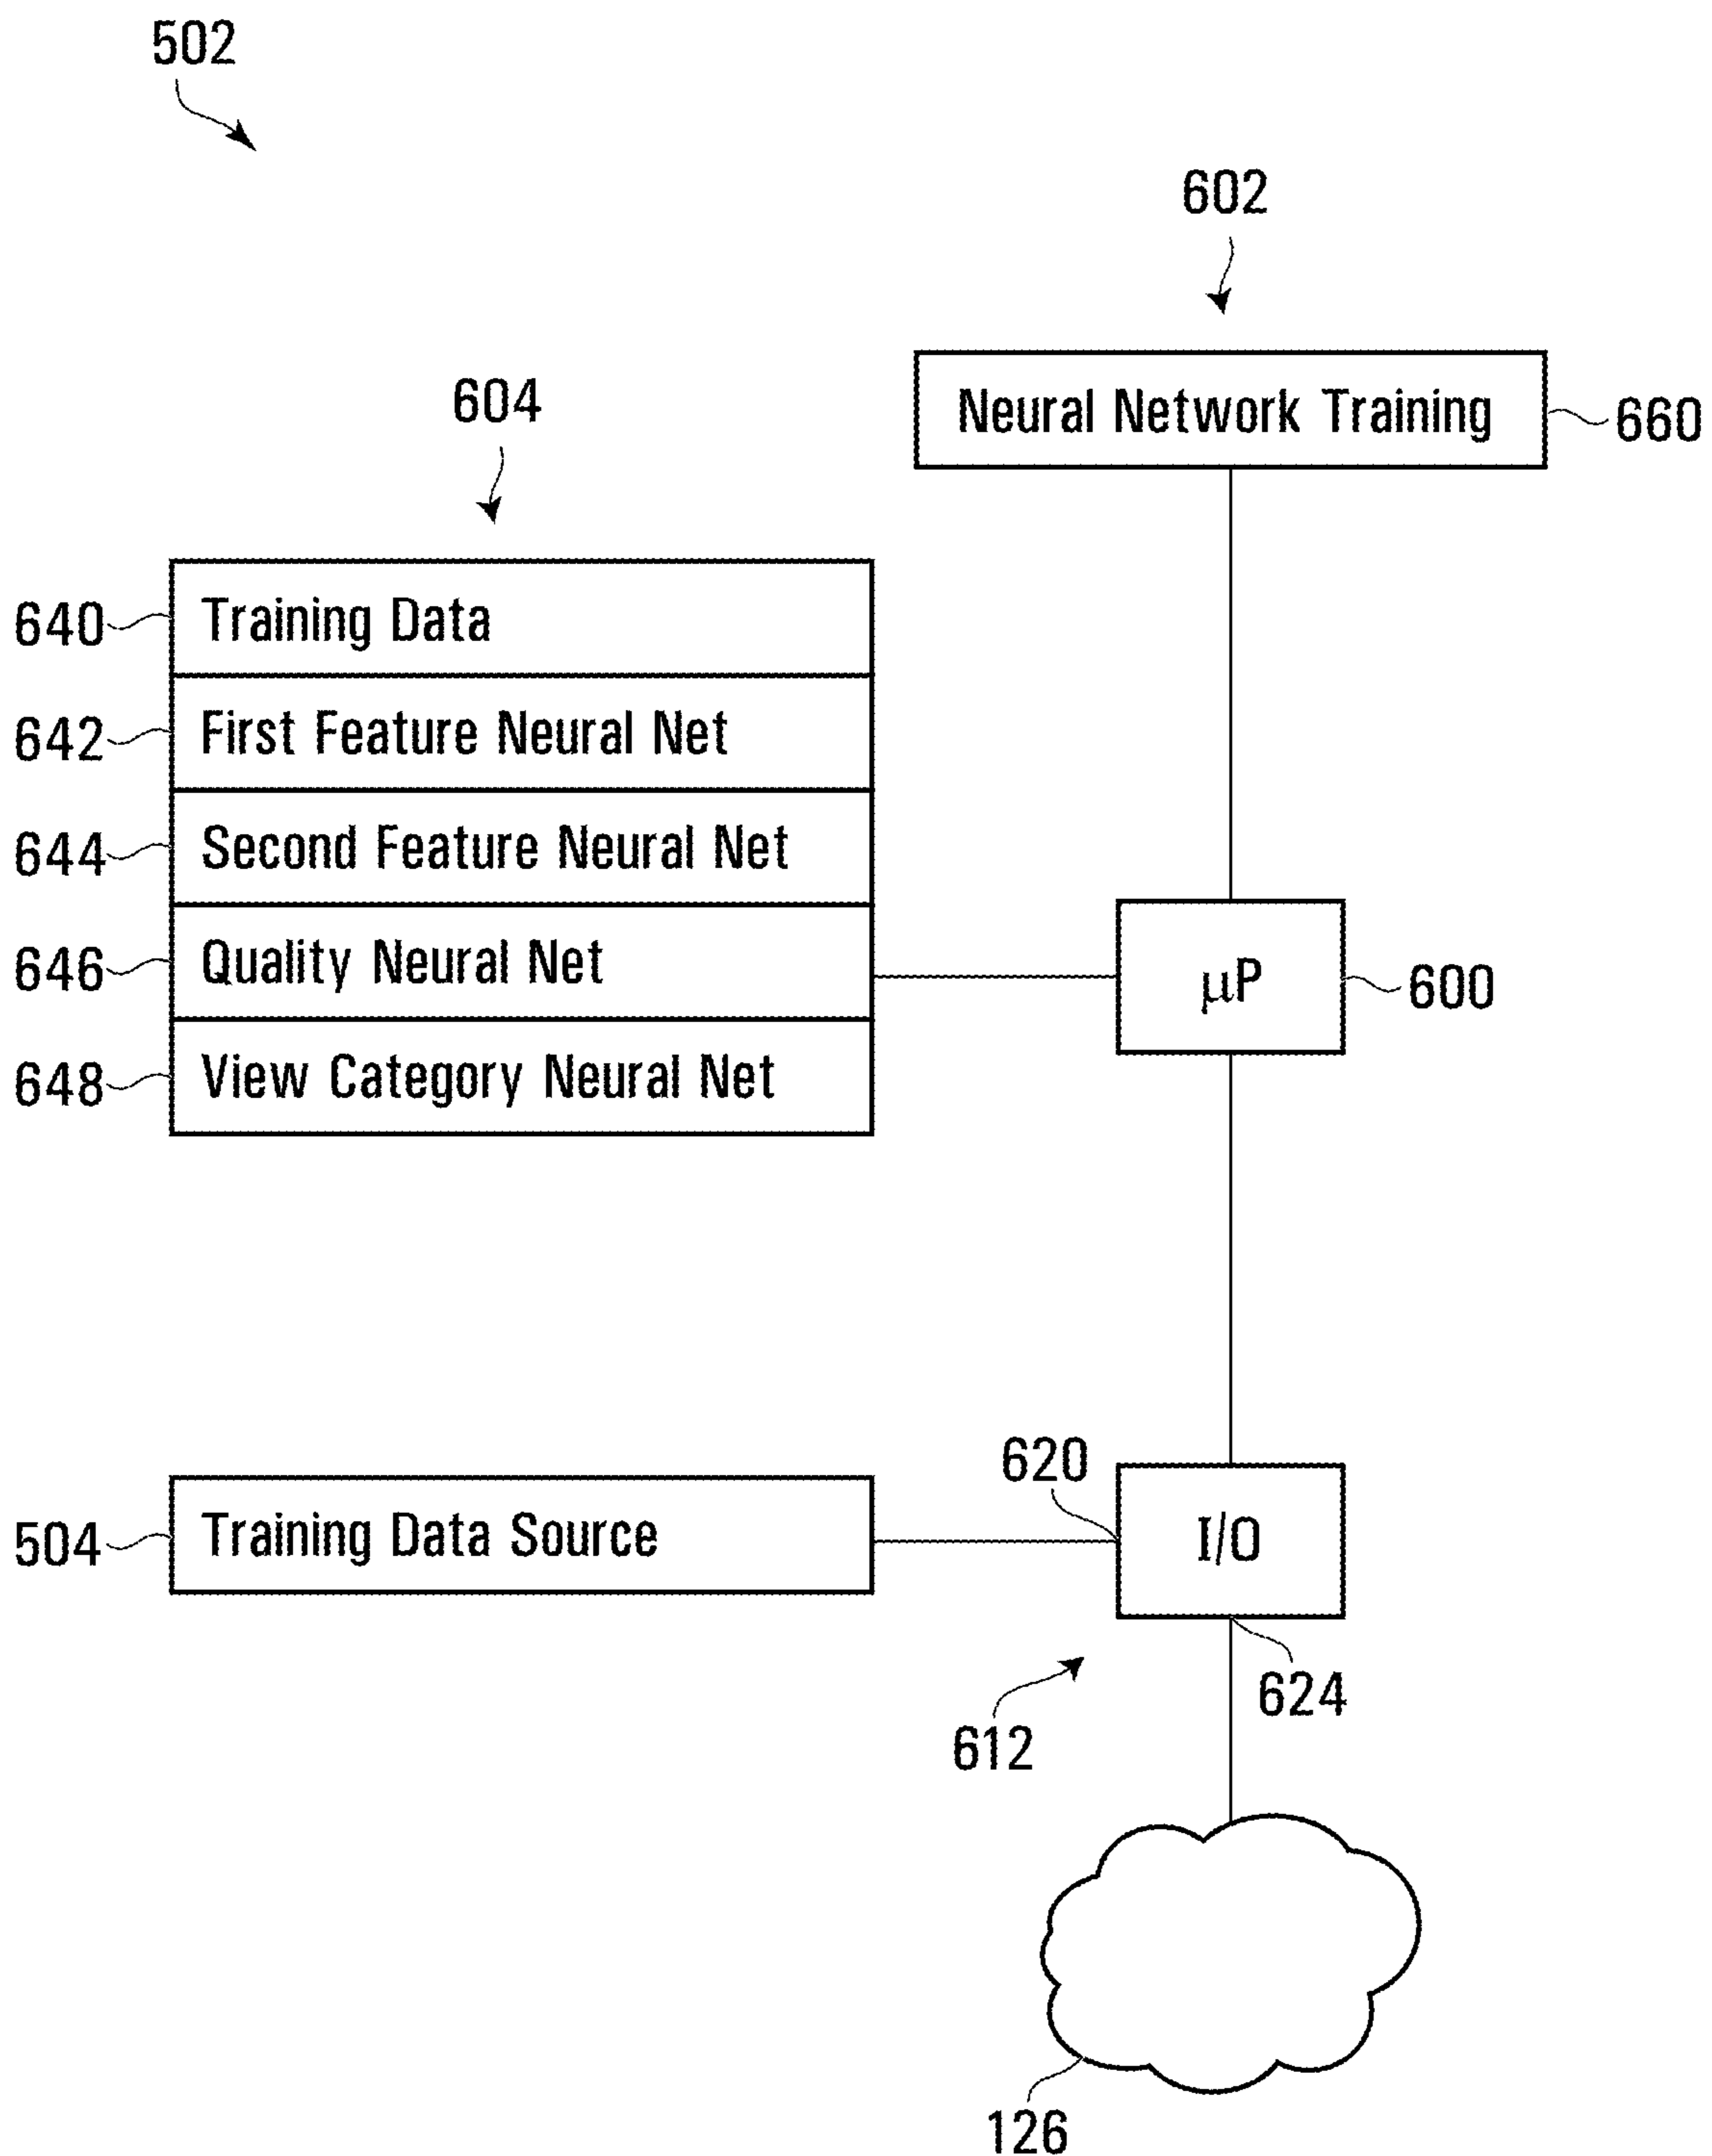 502
602
Neural Network Training
660
604
640
Training Data
642
First Feature Neural Net
644
Second Feature Neural Net
646
Quality Neural Net
648
View Category Neural Net
µP
600
504
Training Data Source
620
I/O
624
612
126